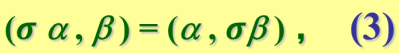 (σ α , β ) = (α , σβ ) ， (3)